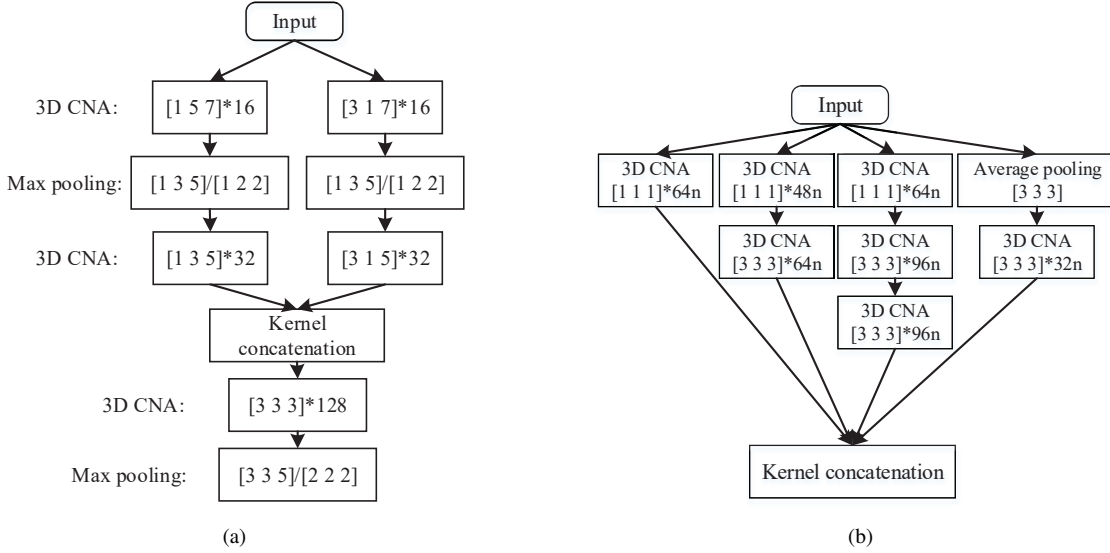 Input
3D CNA: [1 5 7]*16 [3 1 7]*16
Max pooling: [1 3 5]/[1 2 2] [1 3 5]/[1 2 2]
3D CNA: [1 3 5]*32 [3 1 5]*32
Kernel
concatenation
3D CNA: [3 3 3]*128
Max pooling: [3 3 5]/[2 2 2]
(a)
Input
3D CNA 3D CNA 3D CNA Average pooling
[1 1 1]*64n [1 1 1]*48n [1 1 1]*64n [3 3 3]
3D CNA 3D CNA 3D CNA
[3 3 3]*64n [3 3 3]*96n [3 3 3]*32n
3D CNA
[3 3 3]*96n
Kernel concatenation
(b)